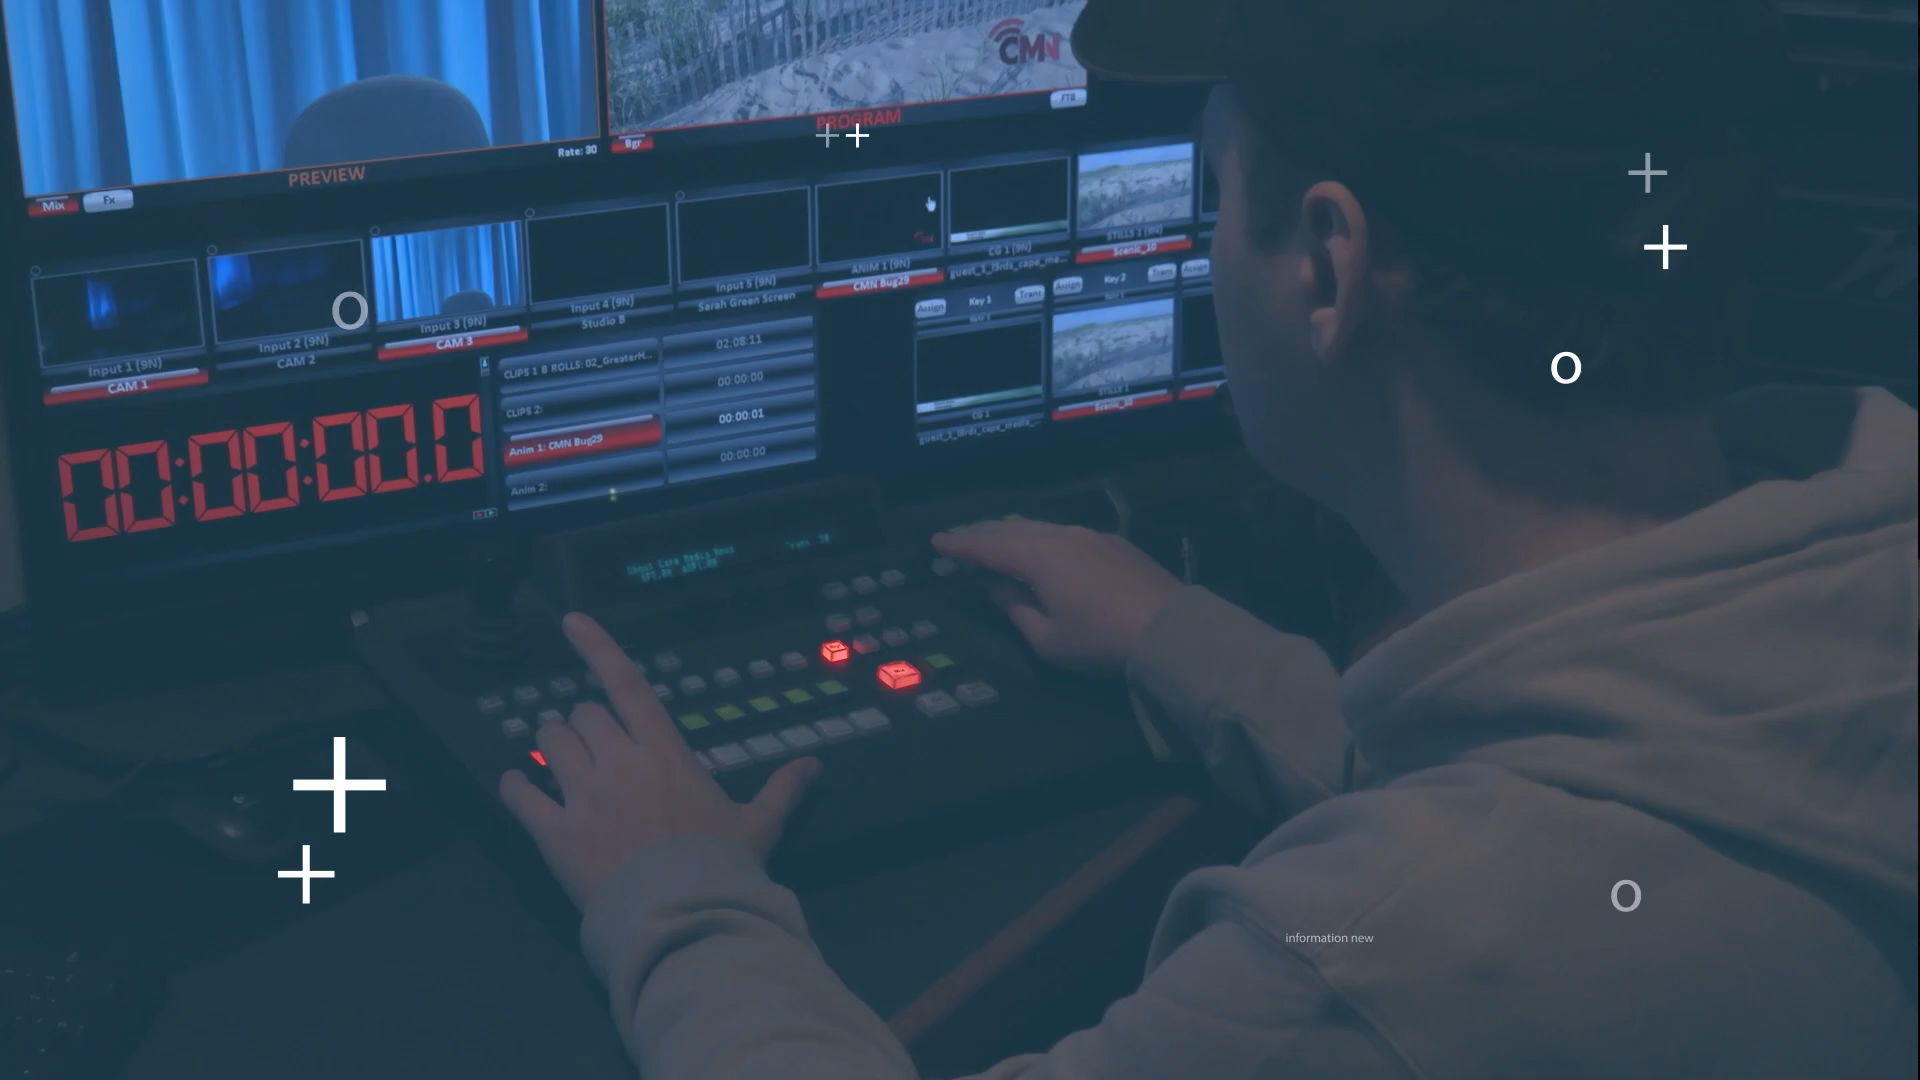 CMN
FTB
PROGRAM
Bgr
Rate: 30
PREVIEW
Mix
Fx
Input 1 (9N)
CAM 1
Input 2 (9N)
CAM 2
Input 3 (9N)
CAM 3
Input 4 (9N)
Studio B
Input 5 (9N)
Sarah Green Screen
ANIM 1 (9N)
CMN Bug29
CG 1 (9N)
STILLS 1 (9N)
Scenic_10
Assign
Key 1
Trans
Assign
Key 2
Trans
Assign
00:00:00.0
CLIPS 1 B ROLLS: 02_GreaterH...
02:08:11
CLIPS 2:
00:00:00
Anim 1: CMN Bug29
00:00:01
Anim 2:
00:00:00
CG 1
STILLS 1
Scenic_10
information new